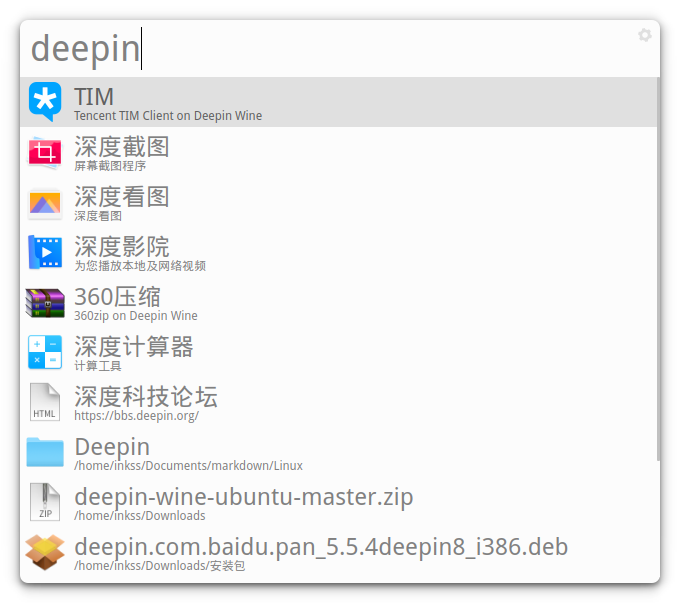 deepin
TIM
Tencent TIM Client on Deepin Wine
深度截图
屏幕截图程序
深度看图
深度看图
深度影院
为您播放本地及网络视频
360压缩
360zip on Deepin Wine
深度计算器
计算工具
HTML
深度科技论坛
https://bbs.deepin.org/
Deepin
/home/inkss/Documents/markdown/Linux
ZIP
deepin-wine-ubuntu-master.zip
/home/inkss/Downloads
deepin.com.baidu.pan_5.5.4deepin8_i386.deb
/home/inkss/Downloads/安装包